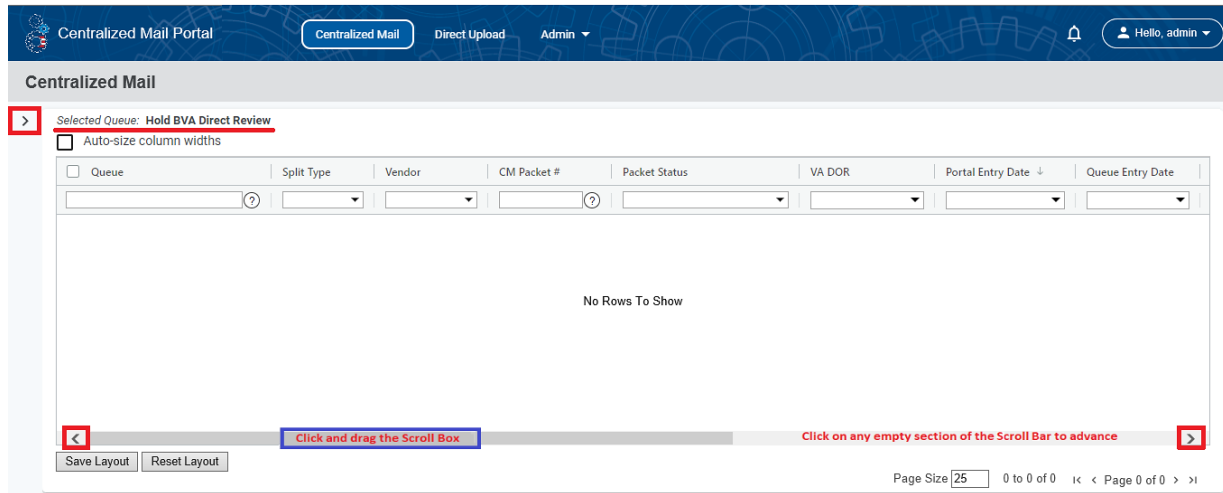 Centralized Mail Portal
Centralized Mail
Direct Upload
Admin
Hello, admin
Centralized Mail
Selected Queue: Hold BVA Direct Review
Auto-size column widths
Queue Split Type Vendor CM Packet # Packet Status VA DOR Portal Entry Date ↓ Queue Entry Date
? ?
No Rows To Show
Click and drag the Scroll Box
Click on any empty section of the Scroll Bar to advance
Save Layout Reset Layout
Page Size 25 0 to 0 of 0 Page 0 of 0